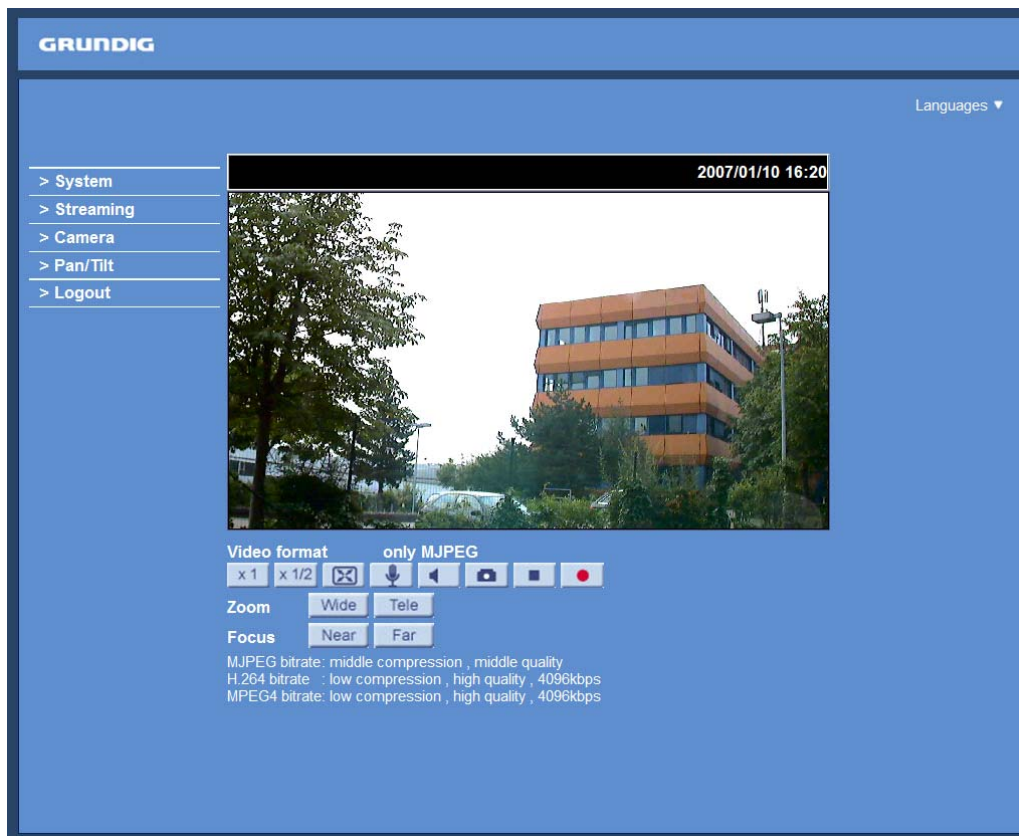 GRUNDIG
Languages ▼
> System
> Streaming
> Camera
> Pan/Tilt
> Logout
2007/01/10 16:20
Video format only MJPEG
x 1 x 1/2
Zoom Wide Tele
Focus Near Far
MJPEG bitrate: middle compression , middle quality
H.264 bitrate : low compression , high quality , 4096kbps
MPEG4 bitrate: low compression , high quality , 4096kbps